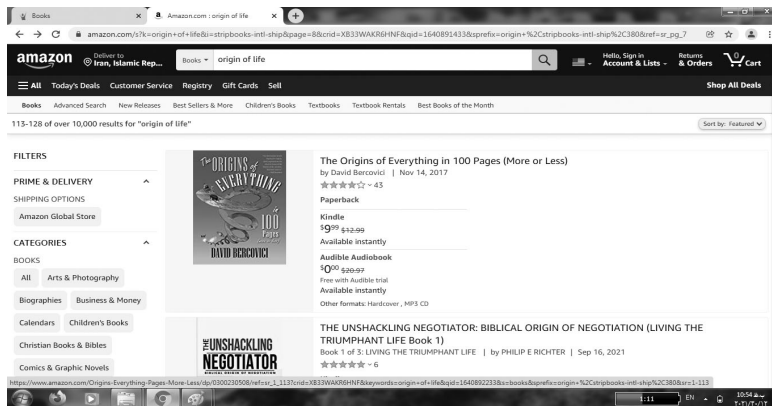 Books
Amazon.com : origin of life
amazon.com/s?k=origin+of+life&i=stripbooks-intl-ship&page=8&crid=XB33WAKR6HNF&qid=1640891433&sprefix=origin+%2Cstripbooks-intl-ship%2C380&ref=sr_pg_7
amazon Deliver to Iran, Islamic Rep... Books origin of life Hello, Sign in Account & Lists Returns & Orders 0 Cart
All Today's Deals Customer Service Registry Gift Cards Sell Shop All Deals
Books Advanced Search New Releases Best Sellers & More Children's Books Textbooks Textbook Rentals Best Books of the Month
113-128 of over 10,000 results for "origin of life" Sort by: Featured
FILTERS
PRIME & DELIVERY
SHIPPING OPTIONS
Amazon Global Store
CATEGORIES
BOOKS
All Arts & Photography
Biographies Business & Money
Calendars Children's Books
Christian Books & Bibles
Comics & Graphic Novels
The ORIGINS of
EVERYTHING
in
100
Pages
DAVID BERCOVICI
The Origins of Everything in 100 Pages (More or Less)
by David Bercovici | Nov 14, 2017
43
Paperback
Kindle
$9.99 $12.99
Available instantly
Audible Audiobook
$0.00 $20.97
Free with Audible trial
Available instantly
Other formats: Hardcover , MP3 CD
THE UNSHACKLING
NEGOTIATOR
BIBLICAL ORIGIN OF NEGOTIATION
THE UNSHACKLING NEGOTIATOR: BIBLICAL ORIGIN OF NEGOTIATION (LIVING THE
TRIUMPHANT LIFE Book 1)
Book 1 of 3: LIVING THE TRIUMPHANT LIFE | by PHILIP E RICHTER | Sep 16, 2021
6
https://www.amazon.com/Origins-Everything-Pages-More-Less/dp/0300230508/ref=sr_1_113?crid=XB33WAKR6HNF&keywords=origin+of+life&qid=1640892233&s=books&sprefix=origin+%2Cstripbooks-intl-ship%2C380&sr=1-113
1:11 EN 10:54